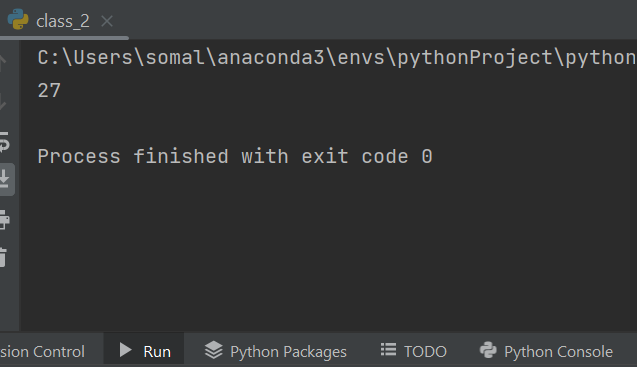 class_2
C:\Users\somal\anaconda3\envs\pythonProject\python
27
Process finished with exit code 0
sion Control Run Python Packages TODO Python Console